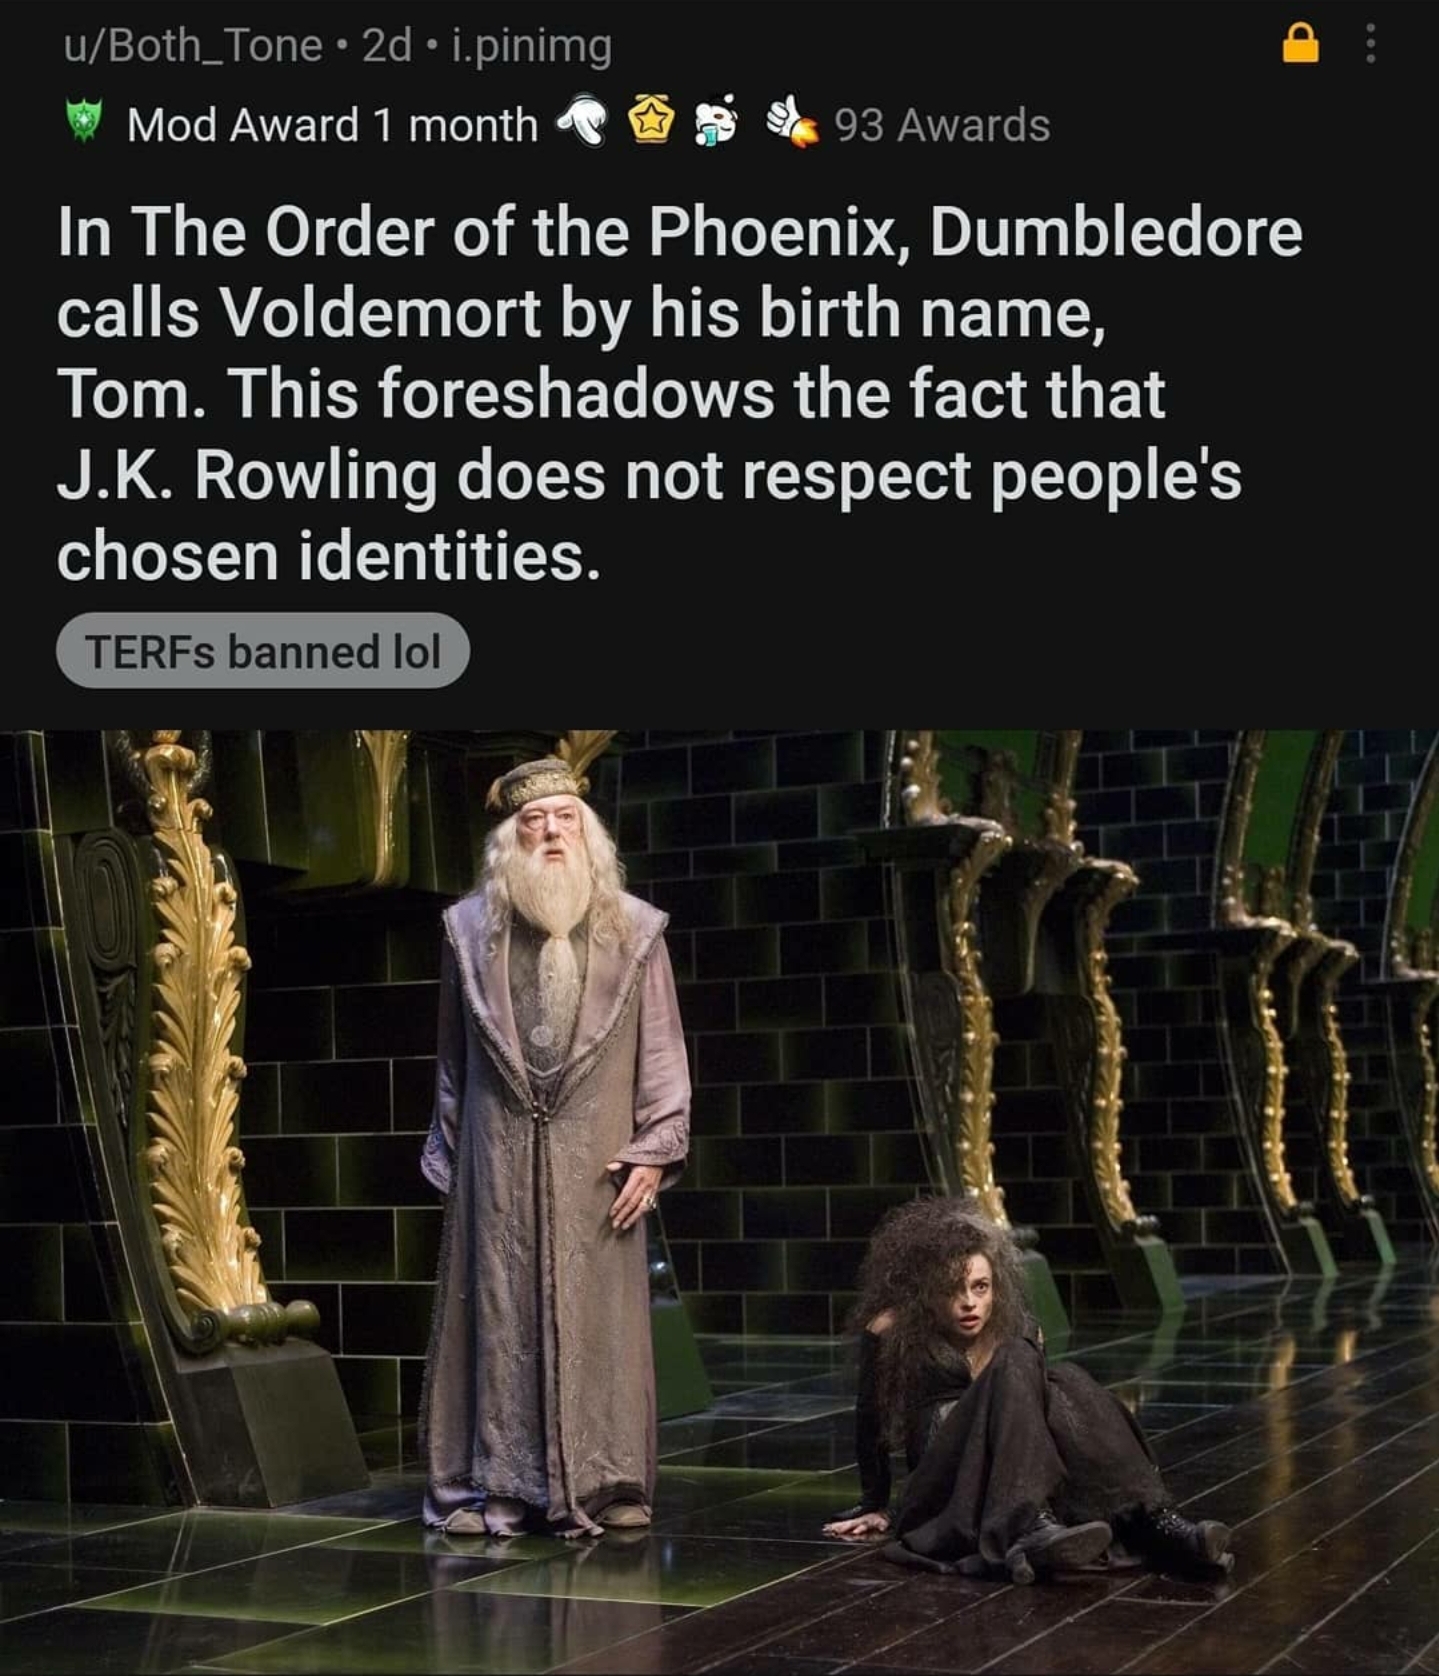 u/Both_Tone • 2d • i.pinimg
Mod Award 1 month 93 Awards
In The Order of the Phoenix, Dumbledore
calls Voldemort by his birth name,
Tom. This foreshadows the fact that
J.K. Rowling does not respect people's
chosen identities.
TERFs banned lol